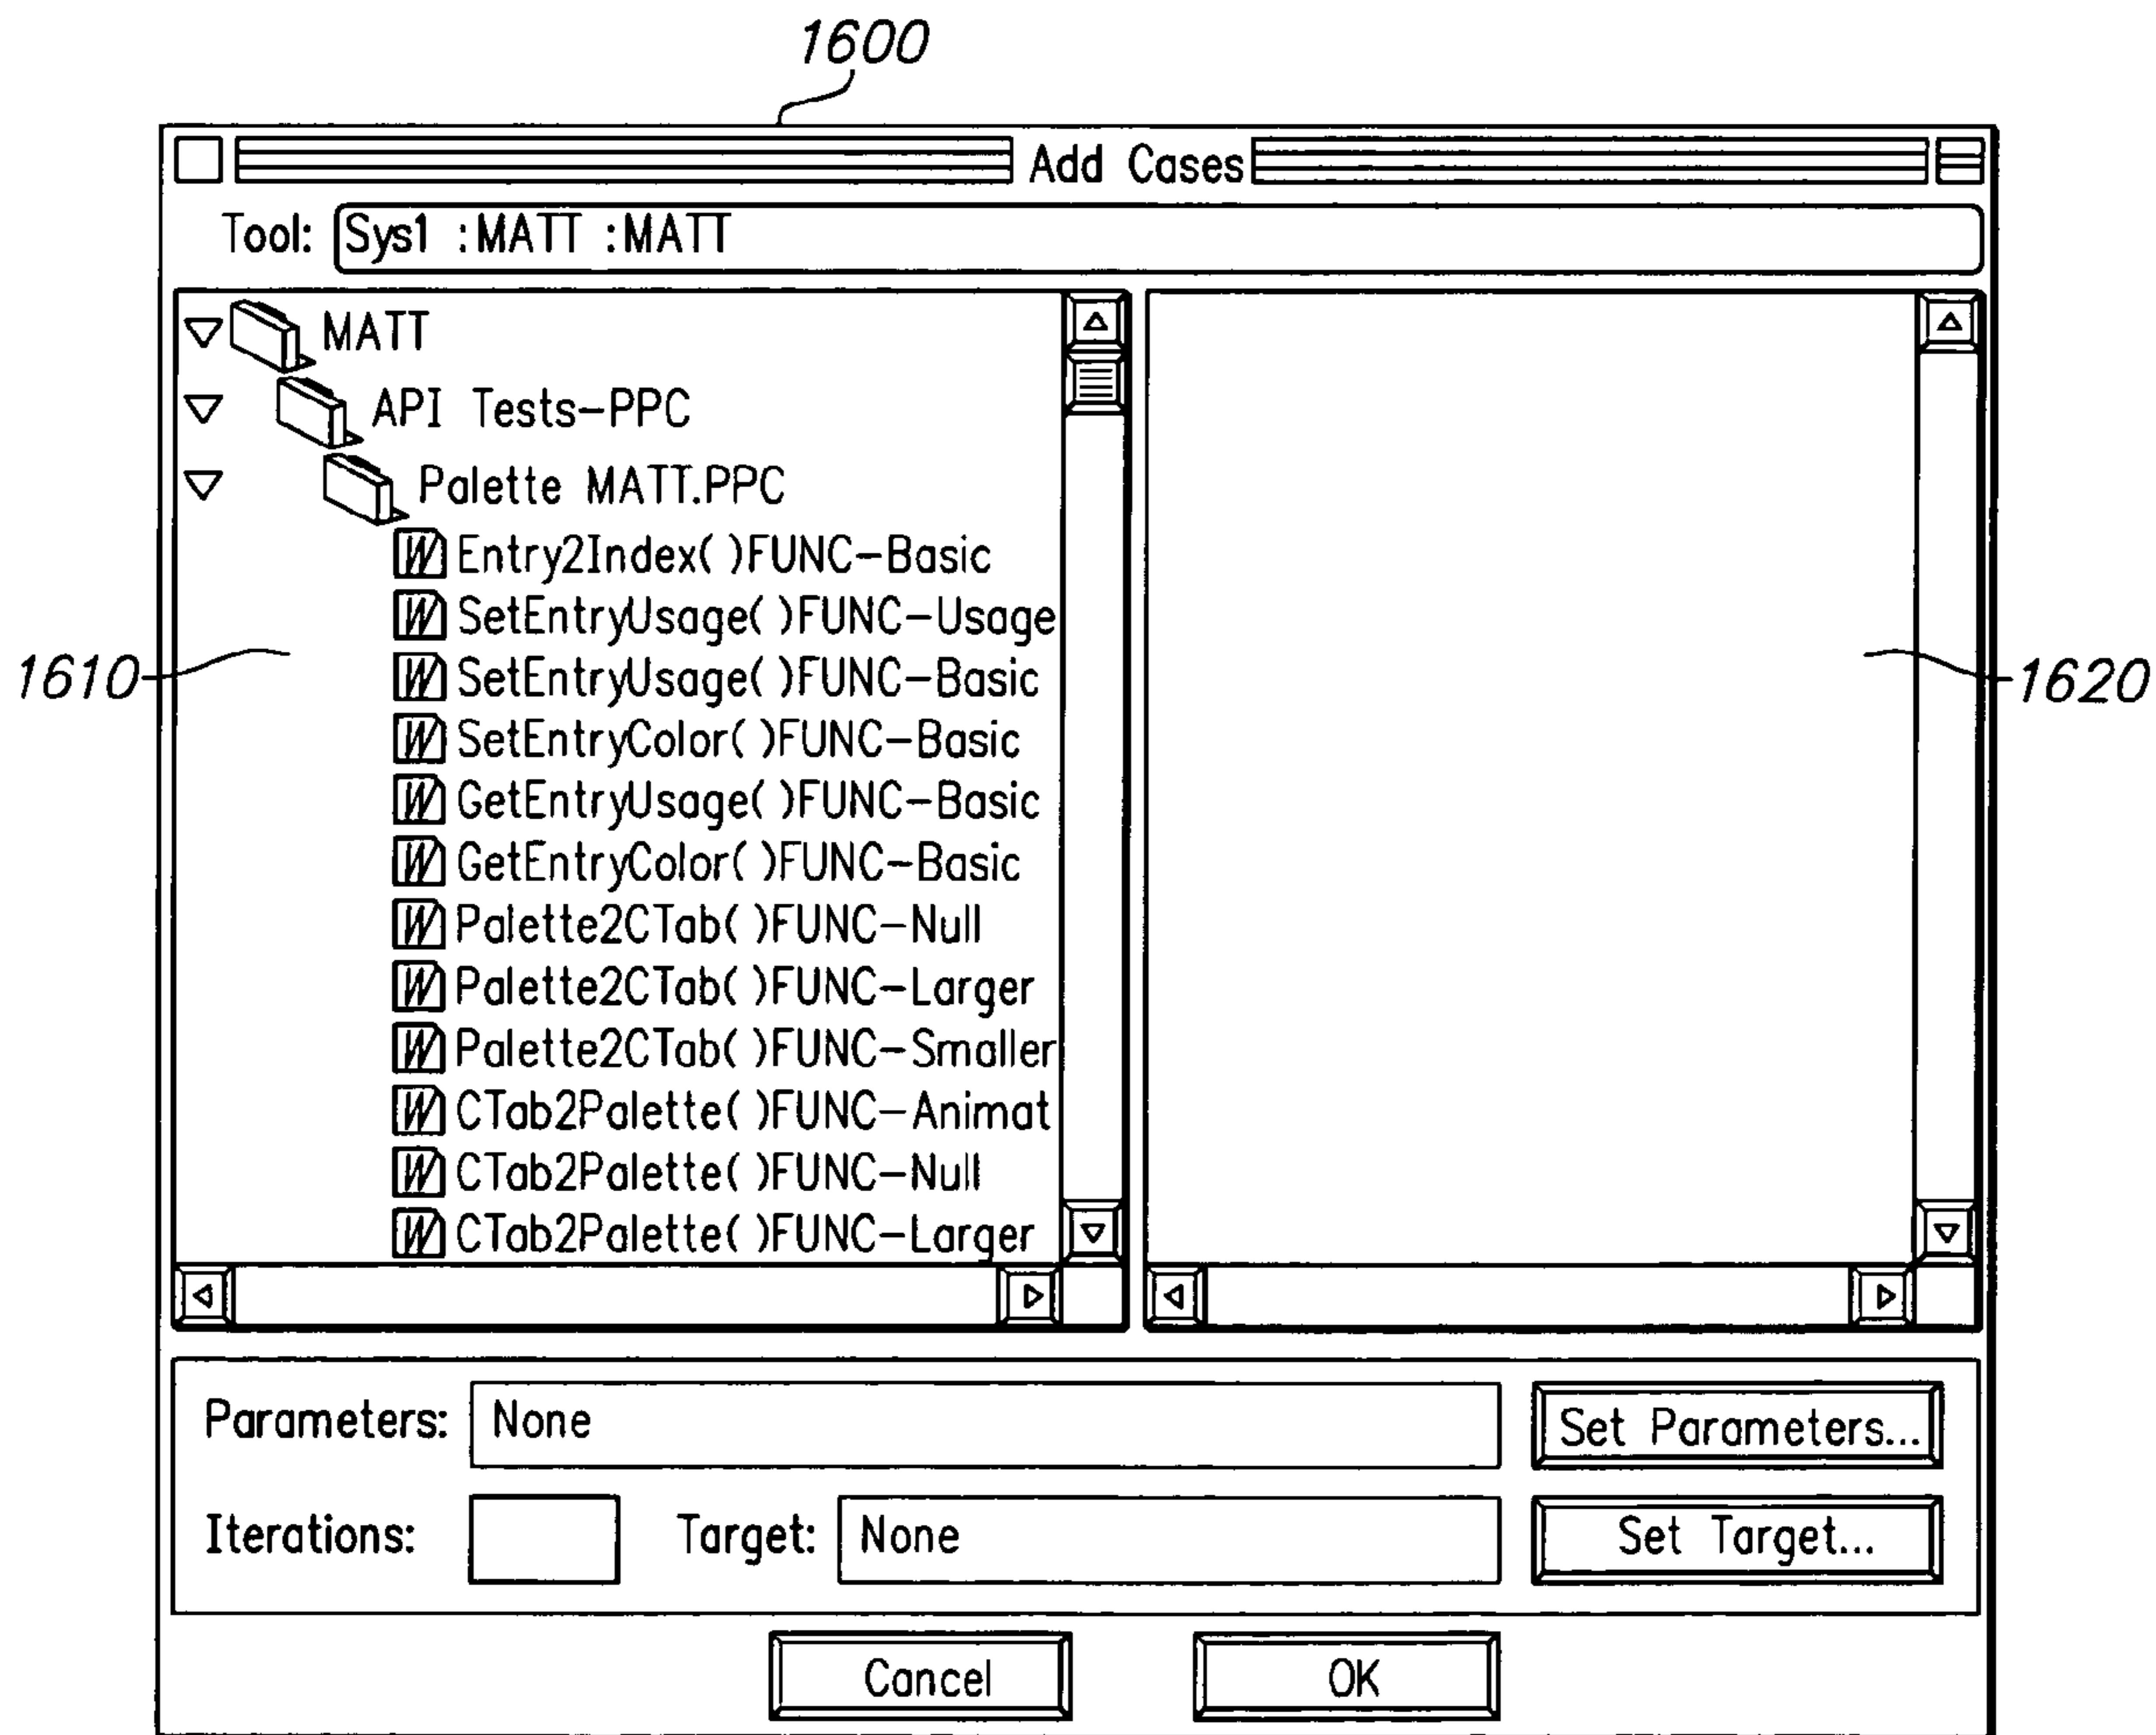 1600
Add Cases
Tool: Sys1 :MATT :MATT
MATT
API Tests-PPC
Palette MATT.PPC
W Entry2Index( )FUNC-Basic
W SetEntryUsage( )FUNC-Usage
W SetEntryUsage( )FUNC-Basic
W SetEntryColor( )FUNC-Basic
W GetEntryUsage( )FUNC-Basic
W GetEntryColor( )FUNC-Basic
W Palette2CTab( )FUNC-Null
W Palette2CTab( )FUNC-Larger
W Palette2CTab( )FUNC-Smaller
W CTab2Palette( )FUNC-Animat
W CTab2Palette( )FUNC-Null
W CTab2Palette( )FUNC-Larger
1610
1620
Parameters: None Set Parameters...
Iterations: Target: None Set Target...
Cancel OK